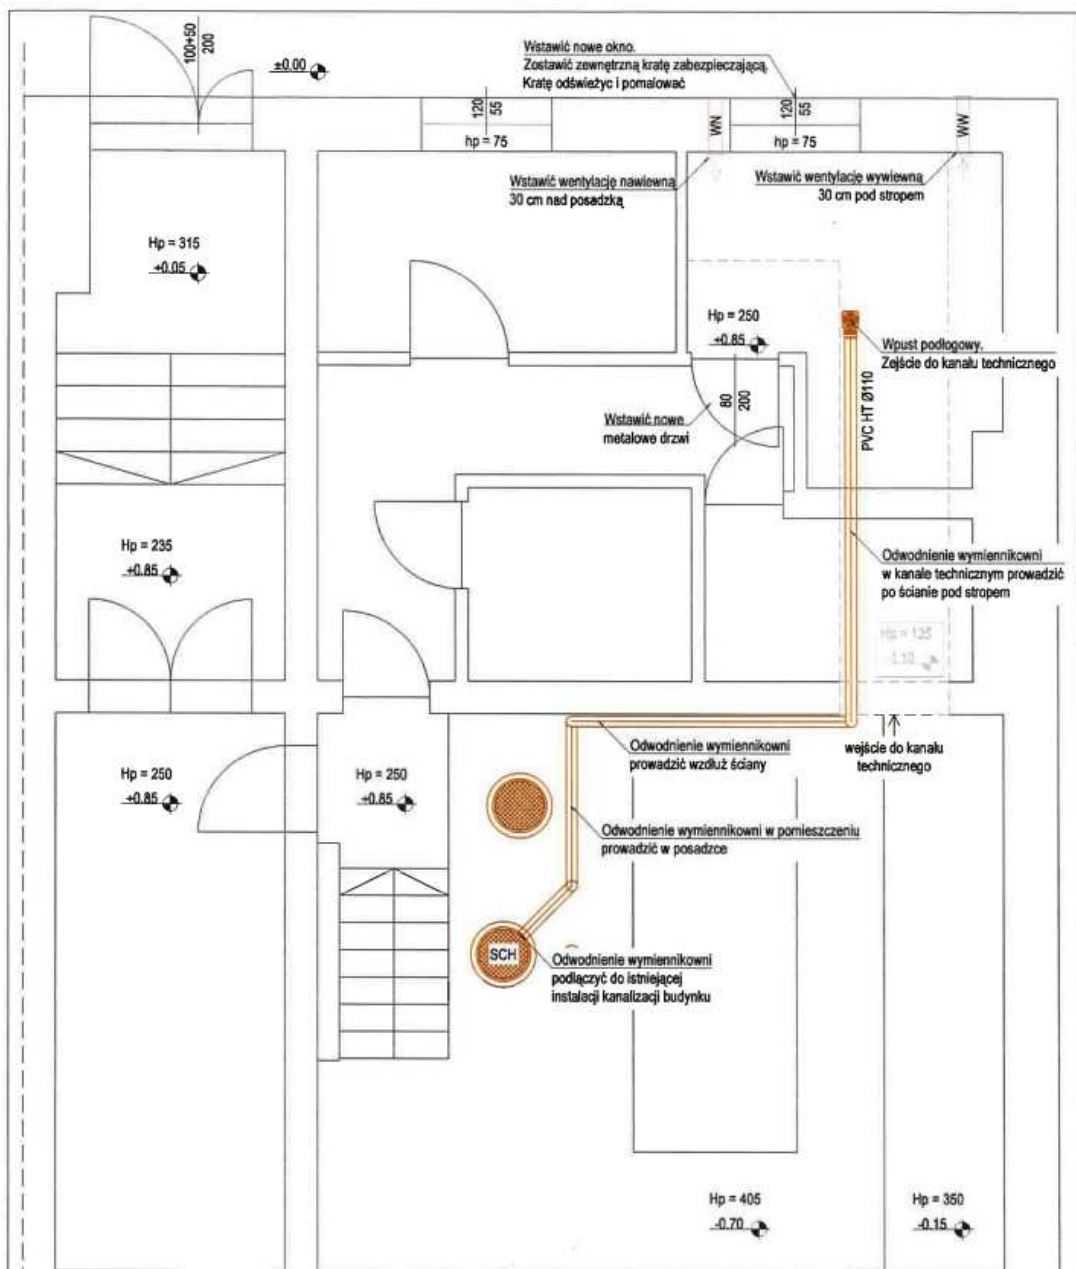 100+50
200
±0.00
Wstawić nowe okno.
Zostawić zewnętrzną kratę zabezpieczającą.
Kratę odświeżyc i pomalować
120
55
hp = 75
WN
120
55
hp = 75
WW
Wstawić wentylację nawiewną
30 cm nad posadzką
Wstawić wentylację wywiewną
30 cm pod stropem
Hp = 315
+0.05
Hp = 250
+0.85
Wpust podłogowy.
Zejście do kanału technicznego
PVC HT Ø110
80
200
Wstawić nowe
metalowe drzwi
Hp = 235
+0.85
Odwodnienie wymiennikowni
w kanale technicznym prowadzić
po ścianie pod stropem
Hp = 125
-1.10
Odwodnienie wymiennikowni
prowadzić wzdłuż ściany
wejście do kanału
technicznego
Hp = 250
+0.85
Hp = 250
+0.85
Odwodnienie wymiennikowni w pomieszczeniu
prowadzić w posadzce
SCH
Odwodnienie wymiennikowni
podłączyć do istniejącej
instalacji kanalizacji budynku
Hp = 405
-0.70
Hp = 350
-0.15